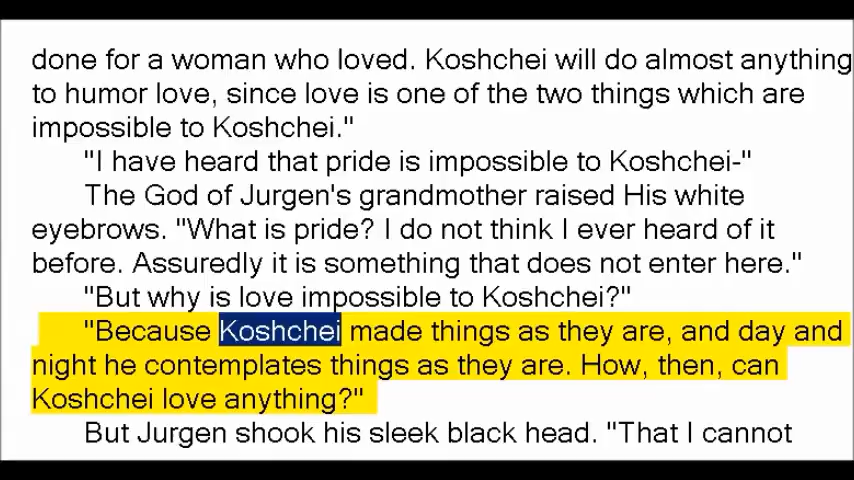 done for a woman who loved. Koshchei will do almost anything
to humor love, since love is one of the two things which are
impossible to Koshchei."
"I have heard that pride is impossible to Koshchei-"
The God of Jurgen's grandmother raised His white
eyebrows. "What is pride? I do not think I ever heard of it
before. Assuredly it is something that does not enter here."
"But why is love impossible to Koshchei?"
"Because Koshchei made things as they are, and day and
night he contemplates things as they are. How, then, can
Koshchei love anything?"
But Jurgen shook his sleek black head. "That I cannot